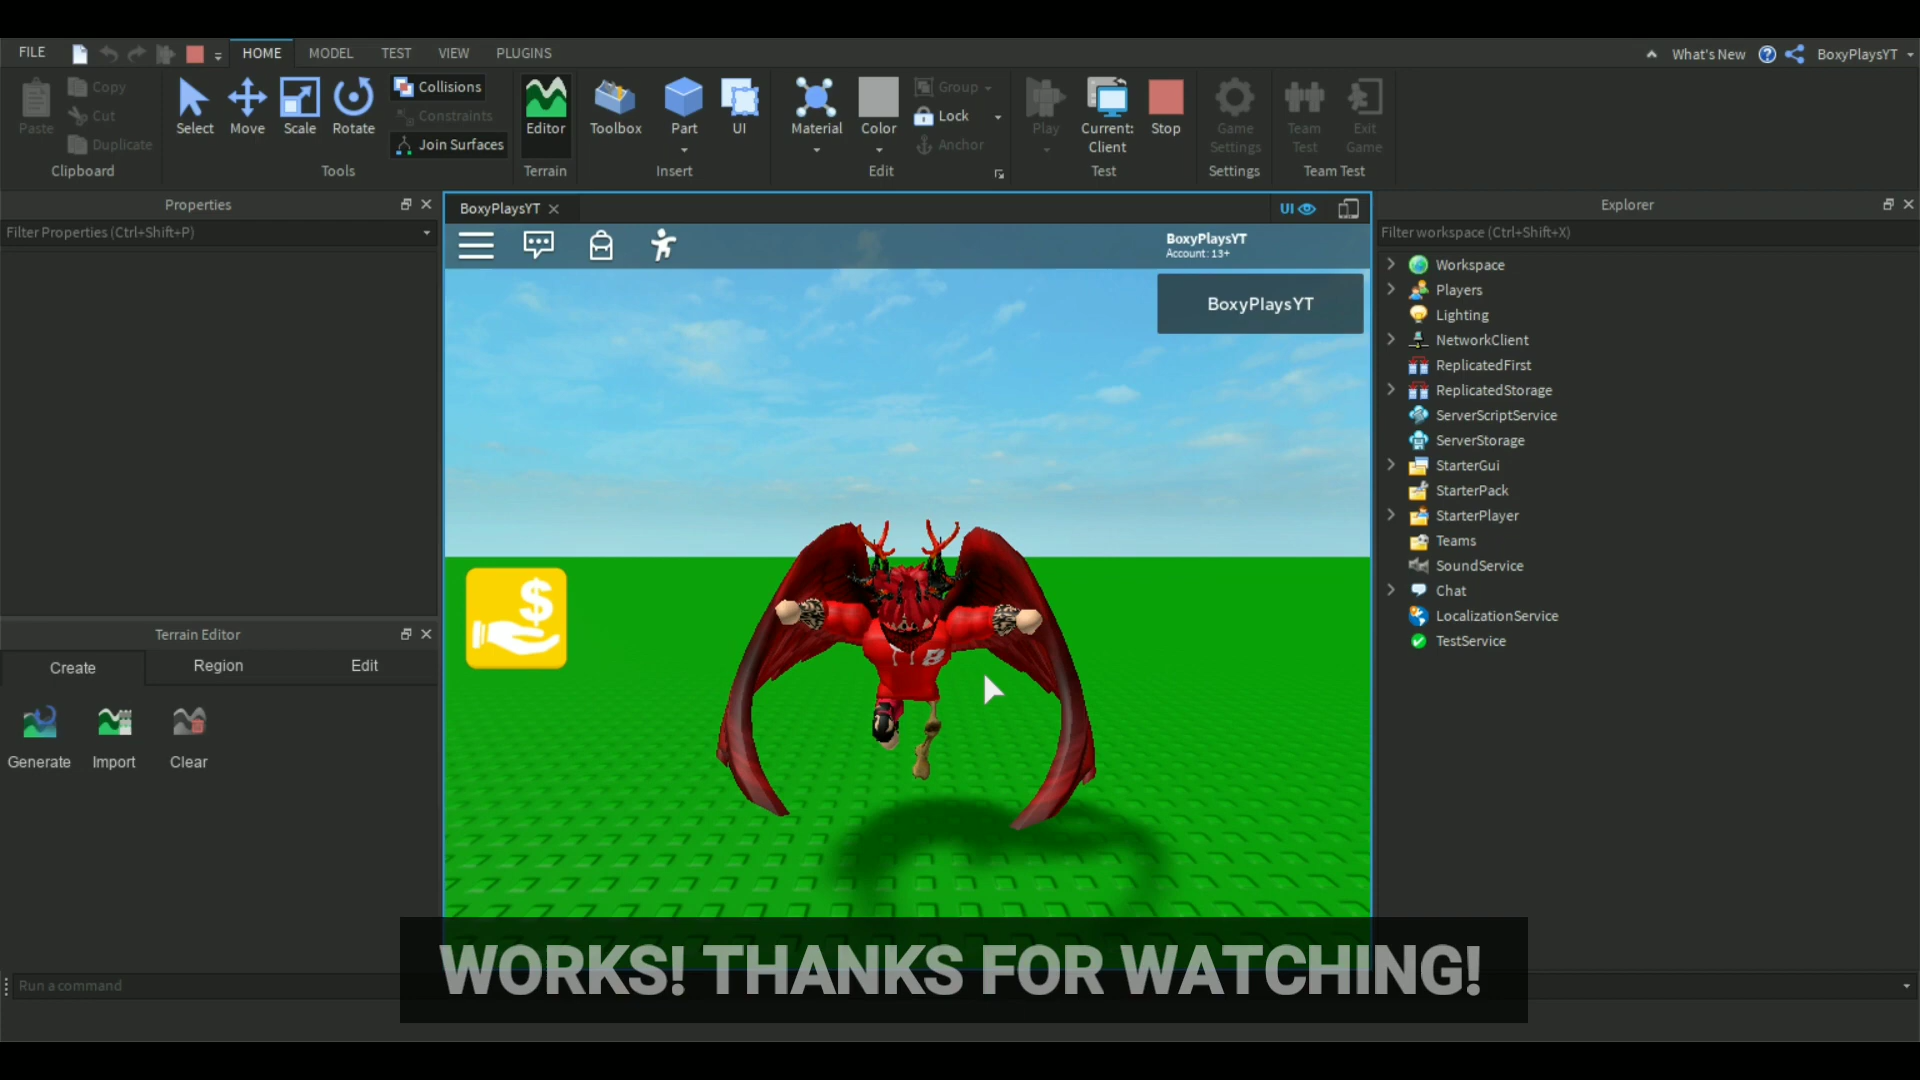 FILE HOME MODEL TEST VIEW PLUGINS What's New BoxyPlaysYT
Paste Copy Cut Duplicate
Clipboard
Select Move Scale Rotate Collisions Constraints Join Surfaces
Tools
Editor
Terrain
Toolbox Part UI
Insert
Material Color Group Lock Anchor
Edit
Play Current: Client Stop
Test
Game Settings
Settings
Team Test Exit Game
Team Test
Properties
Filter Properties (Ctrl+Shift+P)
Terrain Editor
Create Region Edit
Generate Import Clear
BoxyPlaysYT UI
BoxyPlaysYT
Account: 13+
BoxyPlaysYT
$
B
Explorer
Filter workspace (Ctrl+Shift+X)
Workspace
Players
Lighting
NetworkClient
ReplicatedFirst
ReplicatedStorage
ServerScriptService
ServerStorage
StarterGui
StarterPack
StarterPlayer
Teams
SoundService
Chat
LocalizationService
TestService
WORKS! THANKS FOR WATCHING!
Run a command